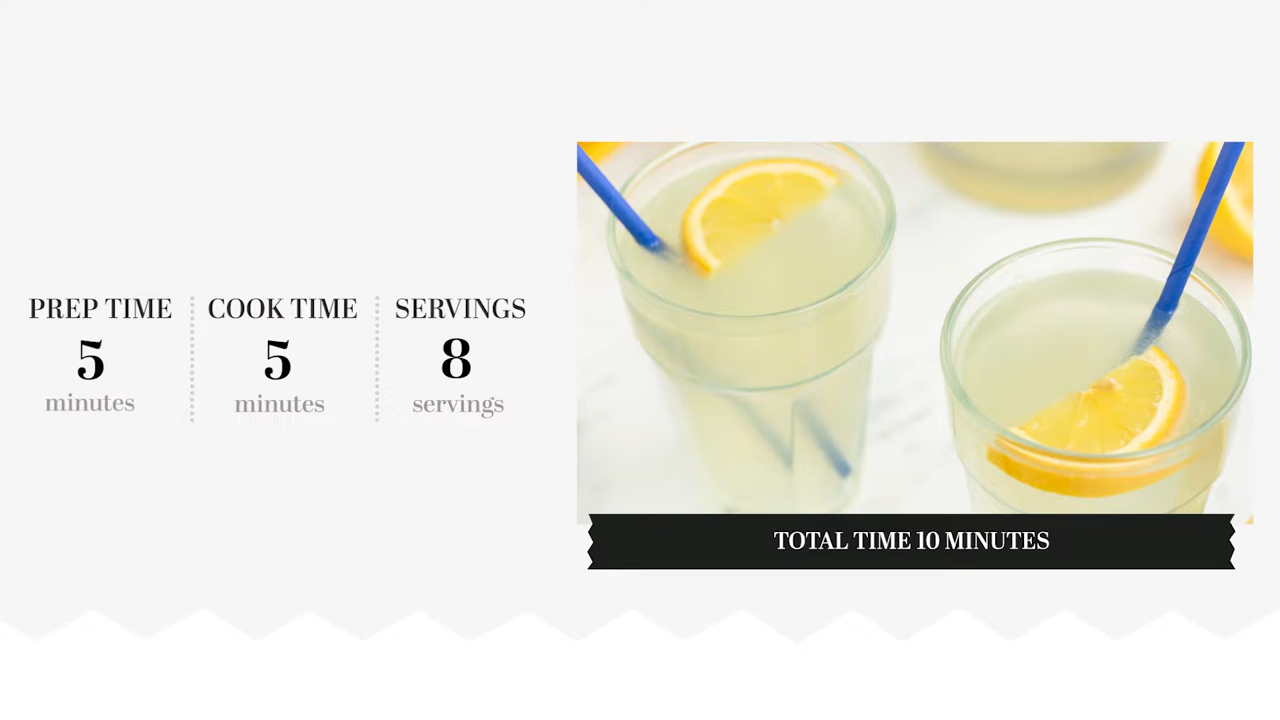 PREP TIME
5
minutes
COOK TIME
5
minutes
SERVINGS
8
servings
TOTAL TIME 10 MINUTES